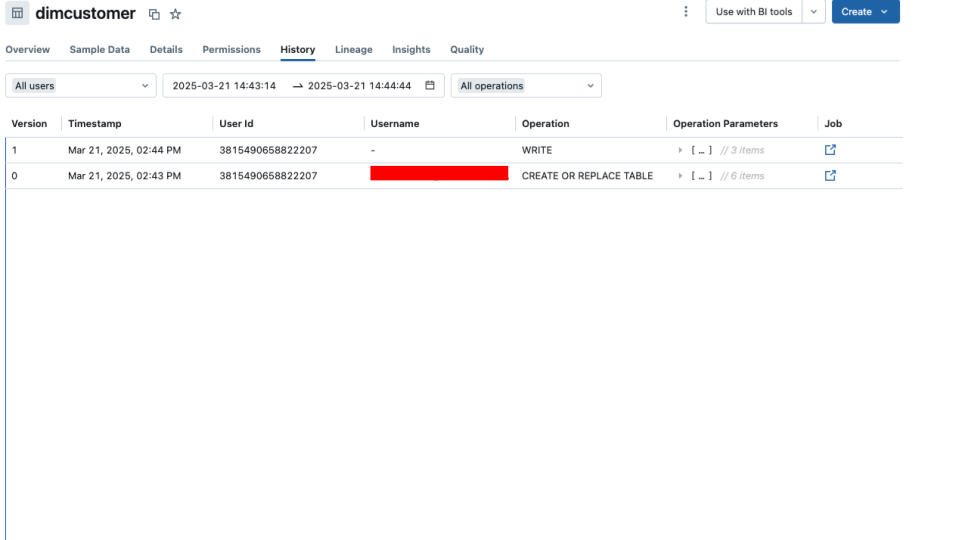 dimcustomer
Use with BI tools
Create
Overview Sample Data Details Permissions History Lineage Insights Quality
All users 2025-03-21 14:43:14 → 2025-03-21 14:44:44 All operations
Version Timestamp User Id Username Operation Operation Parameters Job
1 Mar 21, 2025, 02:44 PM 3815490658822207 - WRITE [ … ] // 3 items
0 Mar 21, 2025, 02:43 PM 3815490658822207 CREATE OR REPLACE TABLE [ … ] // 6 items